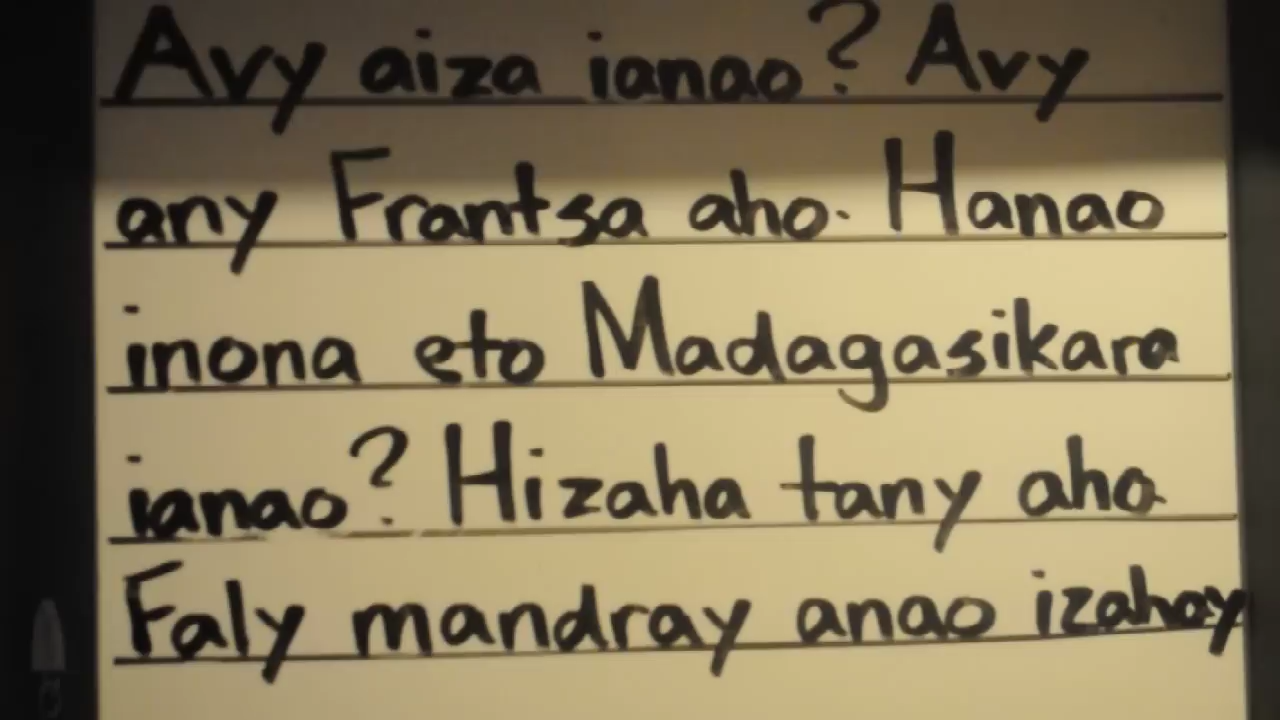 Avy aiza ianao? Avy
any Frantsa aho. Hanao
inona eto Madagasikara
ianao? Hizaha tany aho
Faly mandray anao izahay